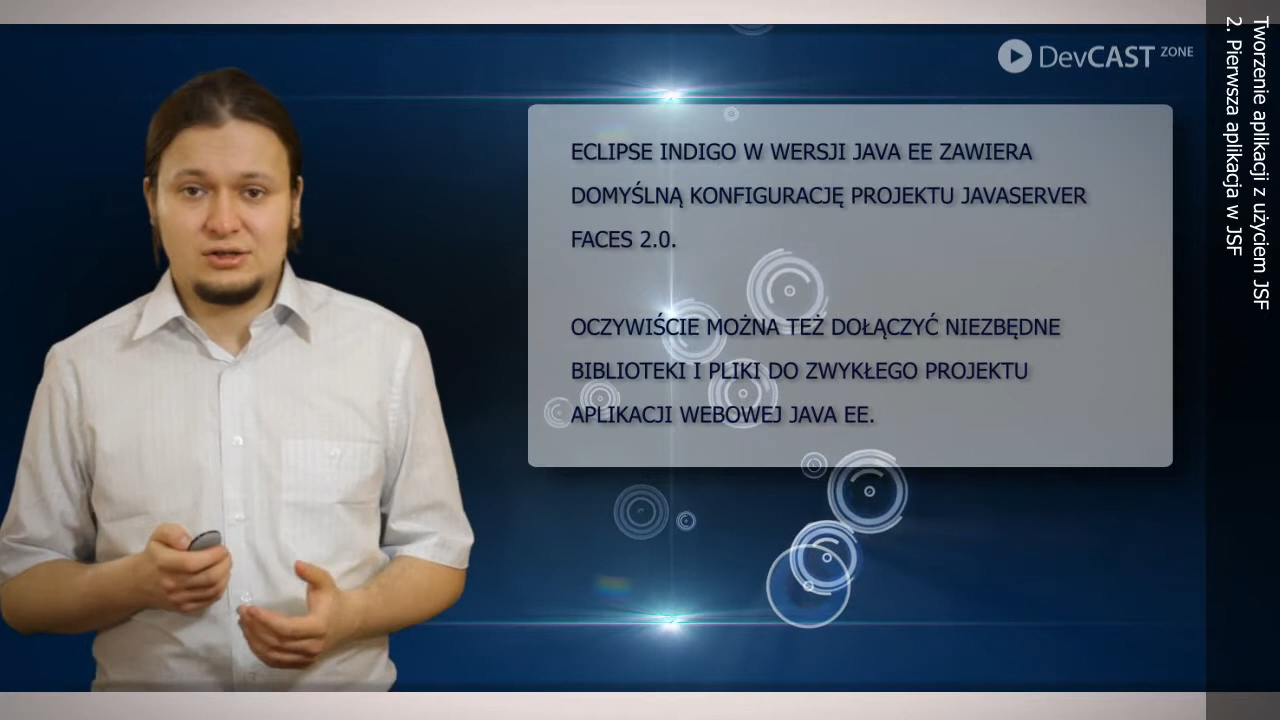 DevCAST ZONE
ECLIPSE INDIGO W WERSJI JAVA EE ZAWIERA
DOMYŚLNĄ KONFIGURACJĘ PROJEKTU JAVASERVER
FACES 2.0.
OCZYWIŚCIE MOŻNA TEŻ DOŁĄCZYĆ NIEZBĘDNE
BIBLIOTEKI I PLIKI DO ZWYKŁEGO PROJEKTU
APLIKACJI WEBOWEJ JAVA EE.
Tworzenie aplikacji z użyciem JSF
2. Pierwsza aplikacja w JSF